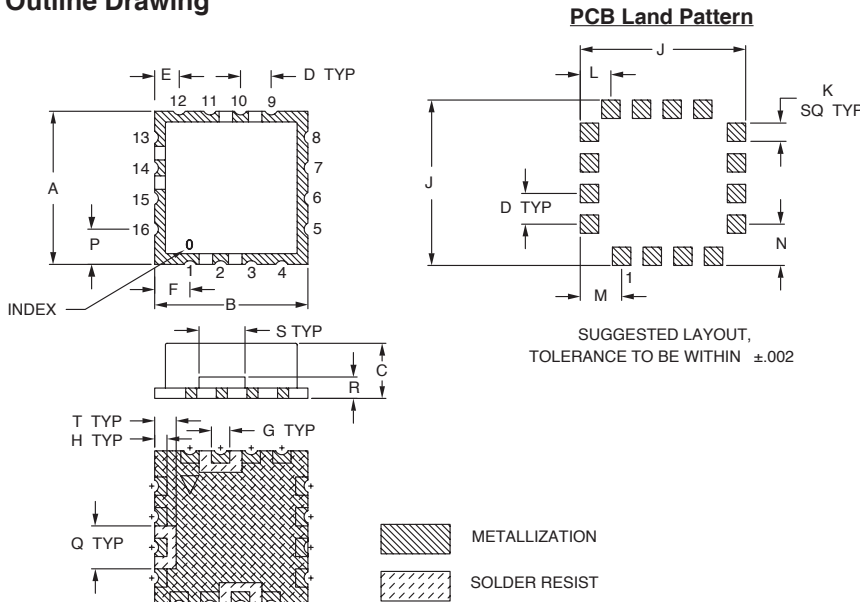 Outline Drawing
PCB Land Pattern
E
D TYP
12 11 10 9
13
14
15
16
8
7
6
5
A
P
0
1 2 3 4
F
B
INDEX
J
L
K
SQ TYP
J
D TYP
N
1
M
SUGGESTED LAYOUT,
TOLERANCE TO BE WITHIN ±.002
S TYP
C
R
T TYP
H TYP
G TYP
Q TYP
METALLIZATION
SOLDER RESIST